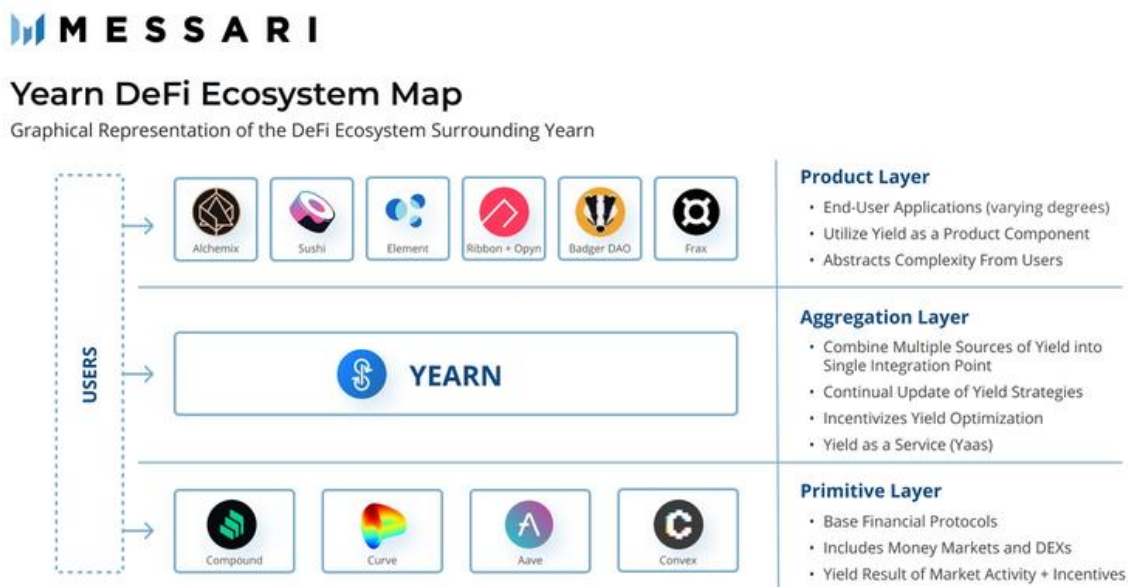 MESSARI
Yearn DeFi Ecosystem Map
Graphical Representation of the DeFi Ecosystem Surrounding Yearn
USERS
Alchemix
Sushi
Element
Ribbon + Opyn
Badger DAO
Frax
Product Layer
• End-User Applications (varying degrees)
• Utilize Yield as a Product Component
• Abstracts Complexity From Users
YEARN
Aggregation Layer
• Combine Multiple Sources of Yield into
Single Integration Point
• Continual Update of Yield Strategies
• Incentivizes Yield Optimization
• Yield as a Service (Yaas)
Compound
Curve
Aave
Convex
Primitive Layer
• Base Financial Protocols
• Includes Money Markets and DEXs
• Yield Result of Market Activity + Incentives